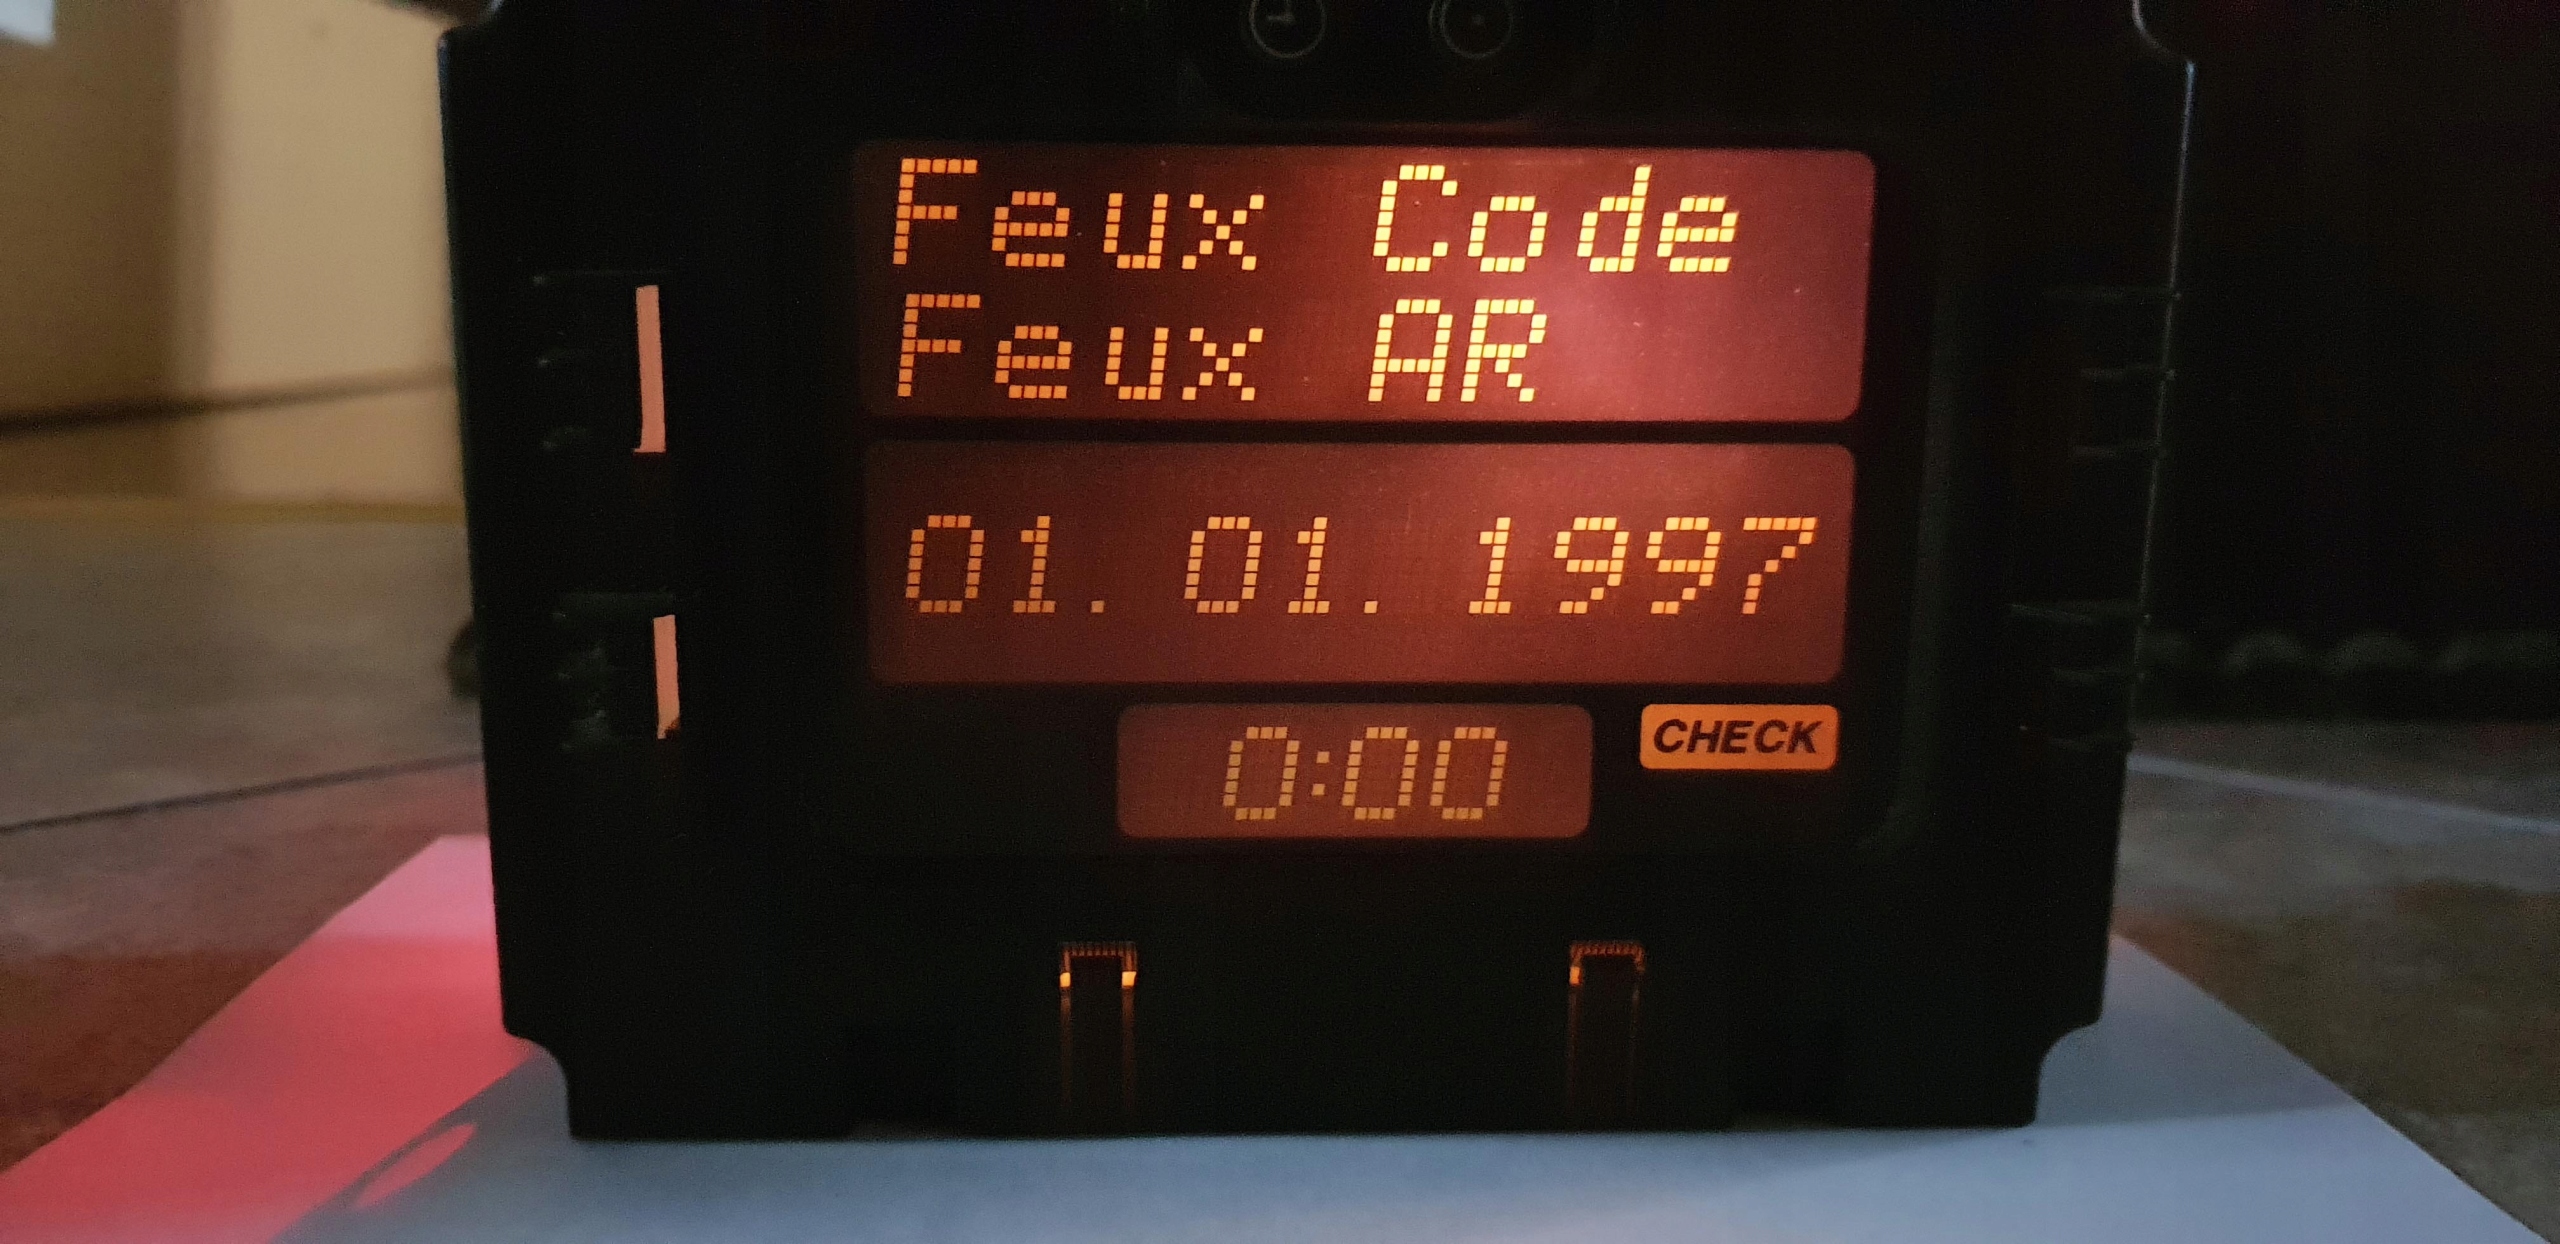 Feux Code
Feux AR
01.01.1997
0:00
CHECK